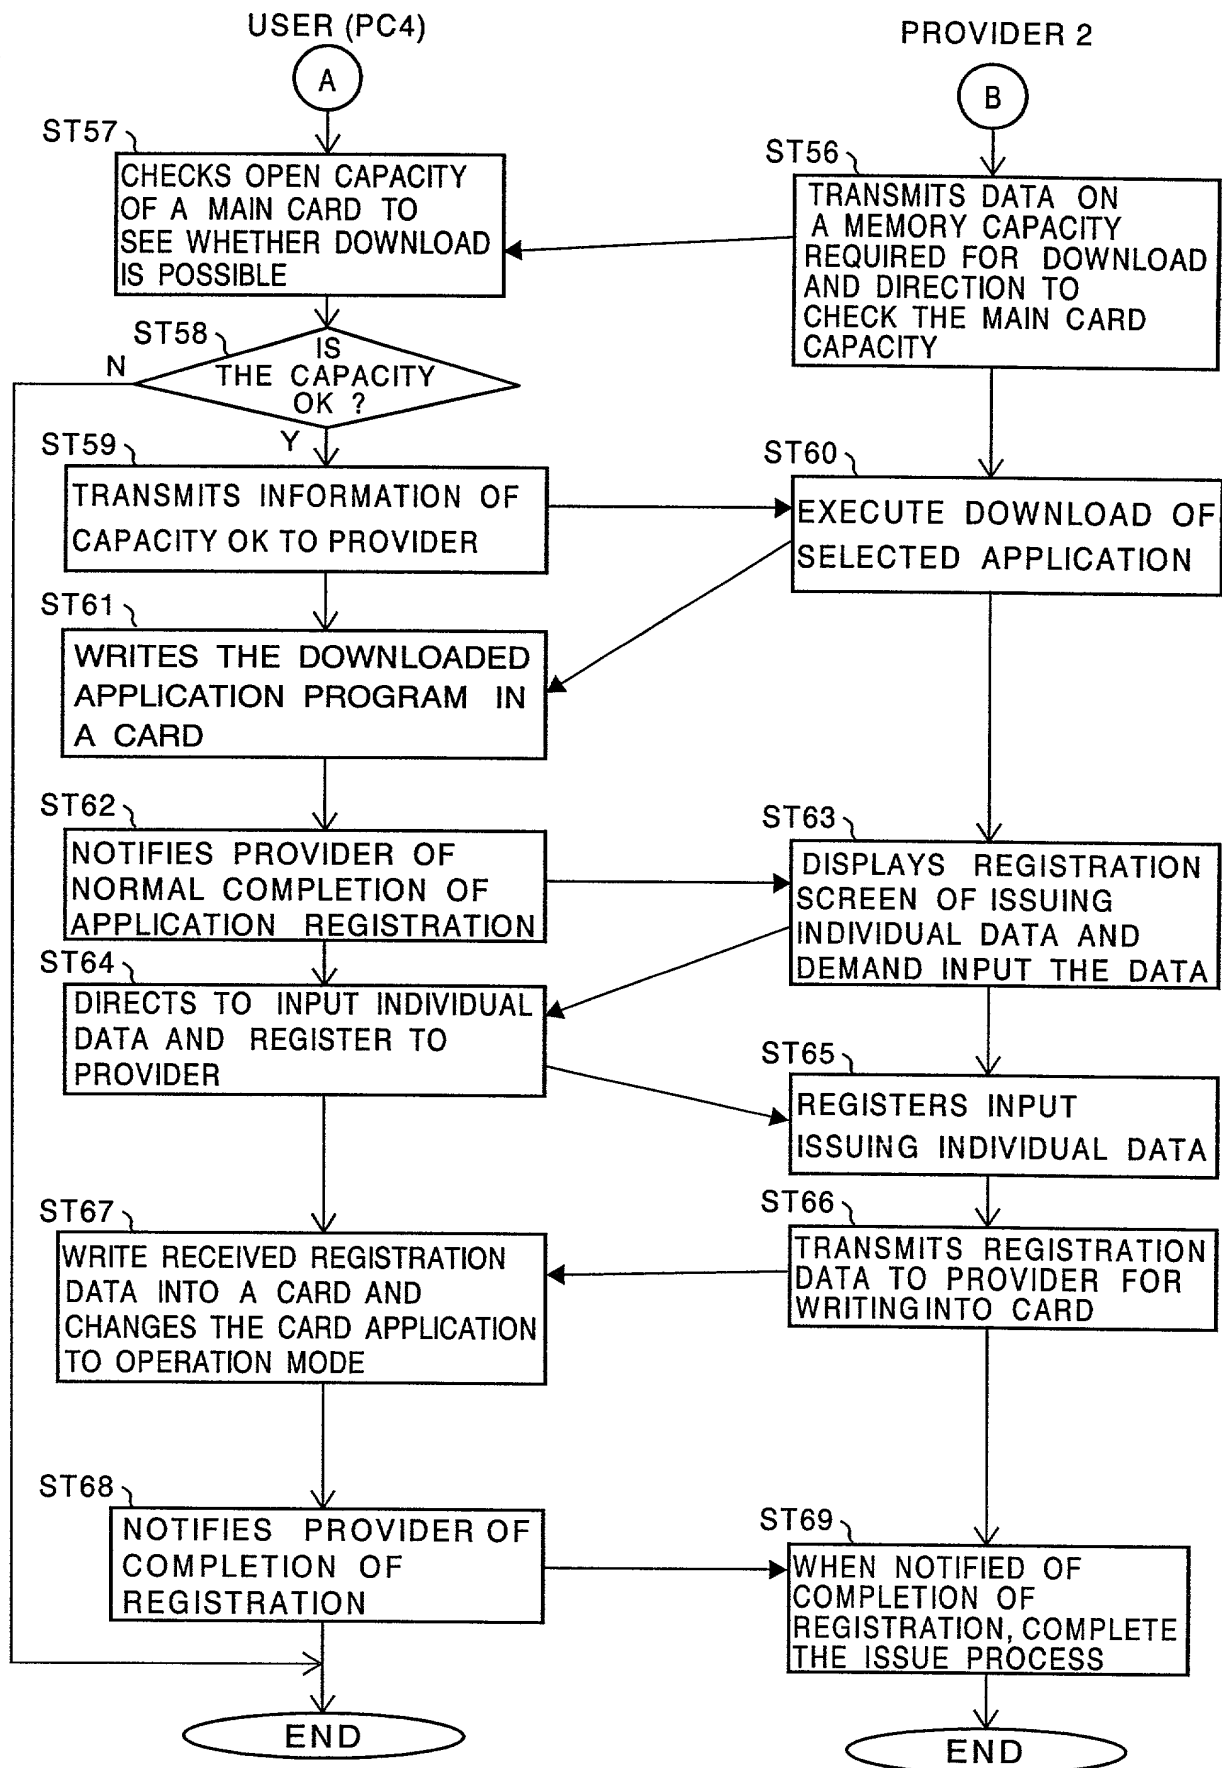 USER (PC4)
PROVIDER 2
A
B
ST57
CHECKS OPEN CAPACITY
OF A MAIN CARD TO
SEE WHETHER DOWNLOAD
IS POSSIBLE
ST56
TRANSMITS DATA ON
A MEMORY CAPACITY
REQUIRED FOR DOWNLOAD
AND DIRECTION TO
CHECK THE MAIN CARD
CAPACITY
ST58
IS
THE CAPACITY
OK ?
N
Y
ST59
TRANSMITS INFORMATION OF
CAPACITY OK TO PROVIDER
ST60
EXECUTE DOWNLOAD OF
SELECTED APPLICATION
ST61
WRITES THE DOWNLOADED
APPLICATION PROGRAM IN
A CARD
ST62
NOTIFIES PROVIDER OF
NORMAL COMPLETION OF
APPLICATION REGISTRATION
ST63
DISPLAYS REGISTRATION
SCREEN OF ISSUING
INDIVIDUAL DATA AND
DEMAND INPUT THE DATA
ST64
DIRECTS TO INPUT INDIVIDUAL
DATA AND REGISTER TO
PROVIDER
ST65
REGISTERS INPUT
ISSUING INDIVIDUAL DATA
ST66
TRANSMITS REGISTRATION
DATA TO PROVIDER FOR
WRITINGINTO CARD
ST67
WRITE RECEIVED REGISTRATION
DATA INTO A CARD AND
CHANGES THE CARD APPLICATION
TO OPERATION MODE
ST68
NOTIFIES PROVIDER OF
COMPLETION OF
REGISTRATION
ST69
WHEN NOTIFIED OF
COMPLETION OF
REGISTRATION, COMPLETE
THE ISSUE PROCESS
END
END